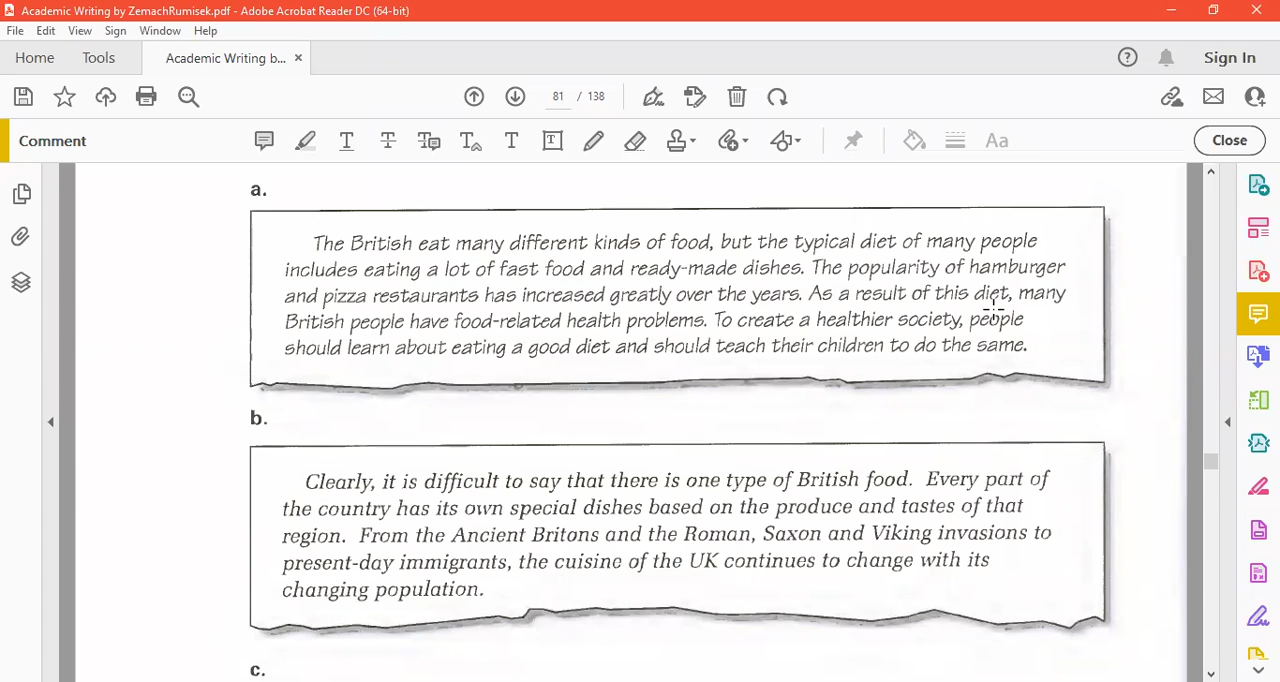 Academic Writing by ZemachRumisek.pdf - Adobe Acrobat Reader DC (64-bit)
File Edit View Sign Window Help
Home Tools Academic Writing b... × Sign In
81 / 138
Comment Aa Close
a.
The British eat many different kinds of food, but the typical diet of many people
includes eating a lot of fast food and ready-made dishes. The popularity of hamburger
and pizza restaurants has increased greatly over the years. As a result of this diet, many
British people have food-related health problems. To create a healthier society, people
should learn about eating a good diet and should teach their children to do the same.
b.
Clearly, it is difficult to say that there is one type of British food. Every part of
the country has its own special dishes based on the produce and tastes of that
region. From the Ancient Britons and the Roman, Saxon and Viking invasions to
present-day immigrants, the cuisine of the UK continues to change with its
changing population.
c.